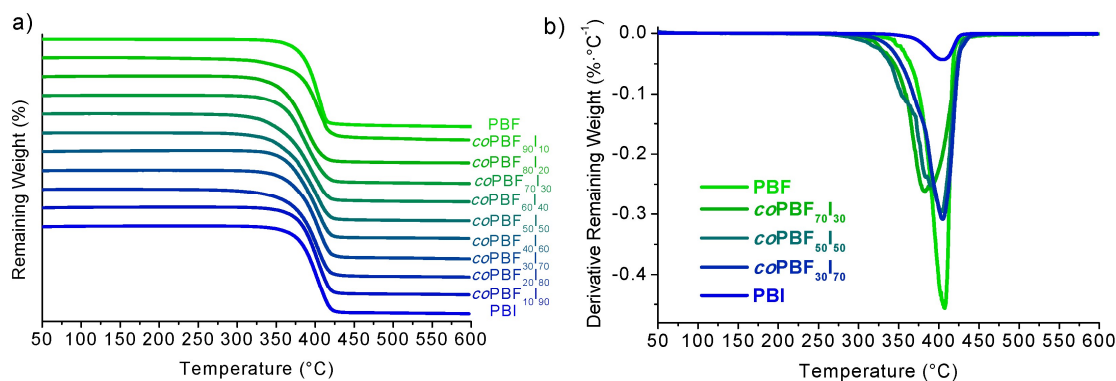 a)
Remaining Weight (%)
PBF
coPBF₉₀I₁₀
coPBF₈₀I₂₀
coPBF₇₀I₃₀
coPBF₆₀I₄₀
coPBF₅₀I₅₀
coPBF₄₀I₆₀
coPBF₃₀I₇₀
coPBF₂₀I₈₀
coPBF₁₀I₉₀
PBI
50 100 150 200 250 300 350 400 450 500 550 600
Temperature (°C)
b)
Derivative Remaining Weight (%·°C⁻¹)
0.0
-0.1
-0.2
-0.3
-0.4
PBF
coPBF₇₀I₃₀
coPBF₅₀I₅₀
coPBF₃₀I₇₀
PBI
50 100 150 200 250 300 350 400 450 500 550 600
Temperature (°C)